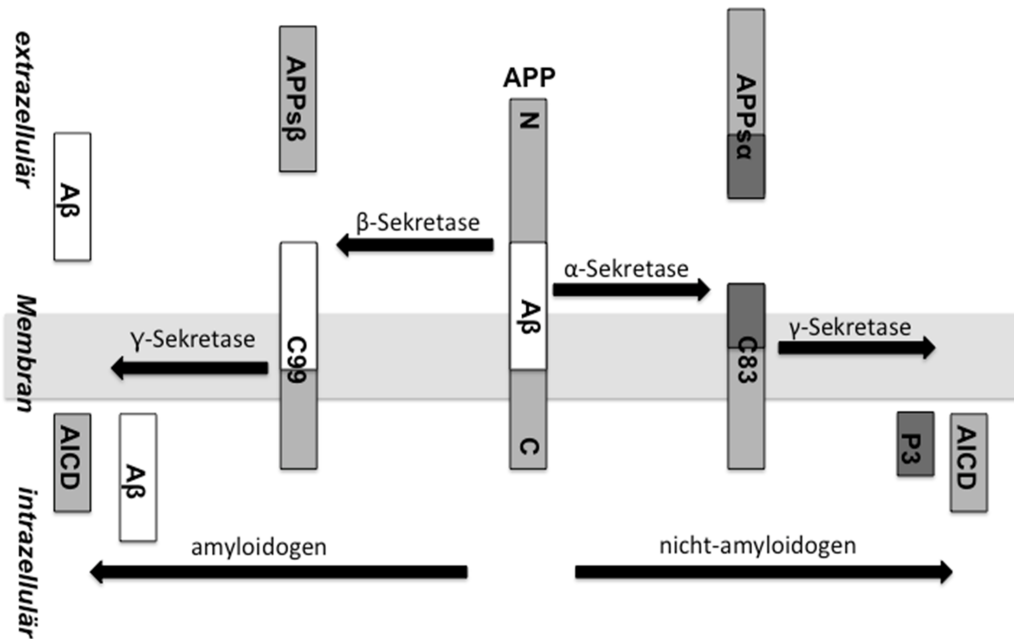 extrazellulär
Membran
intrazellulär
APP
N
Aβ
C
β-Sekretase
APPsβ
C99
γ-Sekretase
Aβ
AICD
Aβ
amyloidogen
α-Sekretase
APPsα
C83
γ-Sekretase
P3
AICD
nicht-amyloidogen